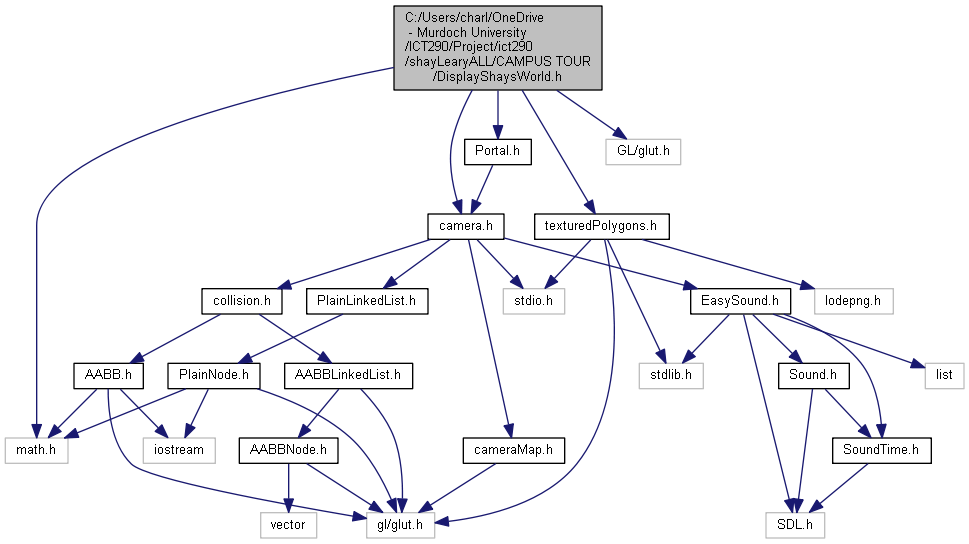 C:/Users/charl/OneDrive
- Murdoch University
/ICT290/Project/ict290
/shayLearyALL/CAMPUS TOUR
/DisplayShaysWorld.h
Portal.h
GL/glut.h
camera.h
texturedPolygons.h
collision.h
PlainLinkedList.h
stdio.h
EasySound.h
lodepng.h
AABB.h
PlainNode.h
AABBLinkedList.h
stdlib.h
Sound.h
list
math.h
iostream
AABBNode.h
cameraMap.h
SoundTime.h
vector
gl/glut.h
SDL.h